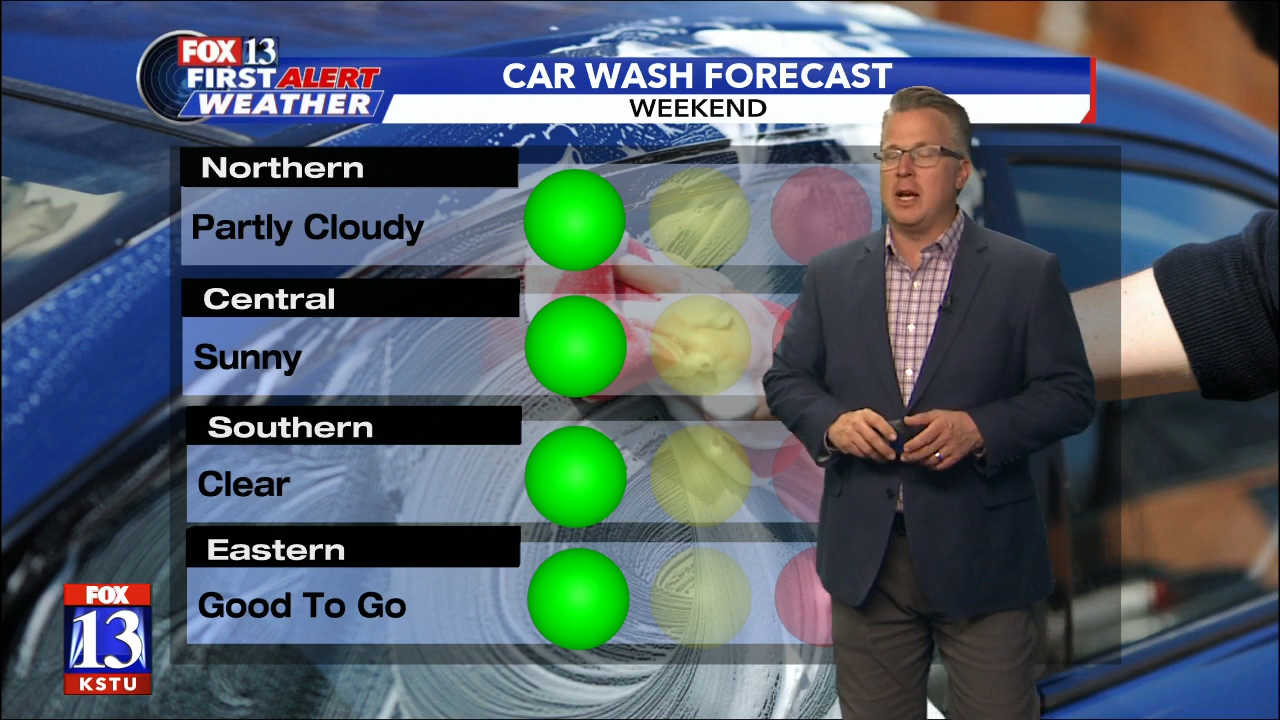 FOX 13
FIRST ALERT
WEATHER
CAR WASH FORECAST
WEEKEND
Northern
Partly Cloudy
Central
Sunny
Southern
Clear
Eastern
Good To Go
FOX
13
KSTU